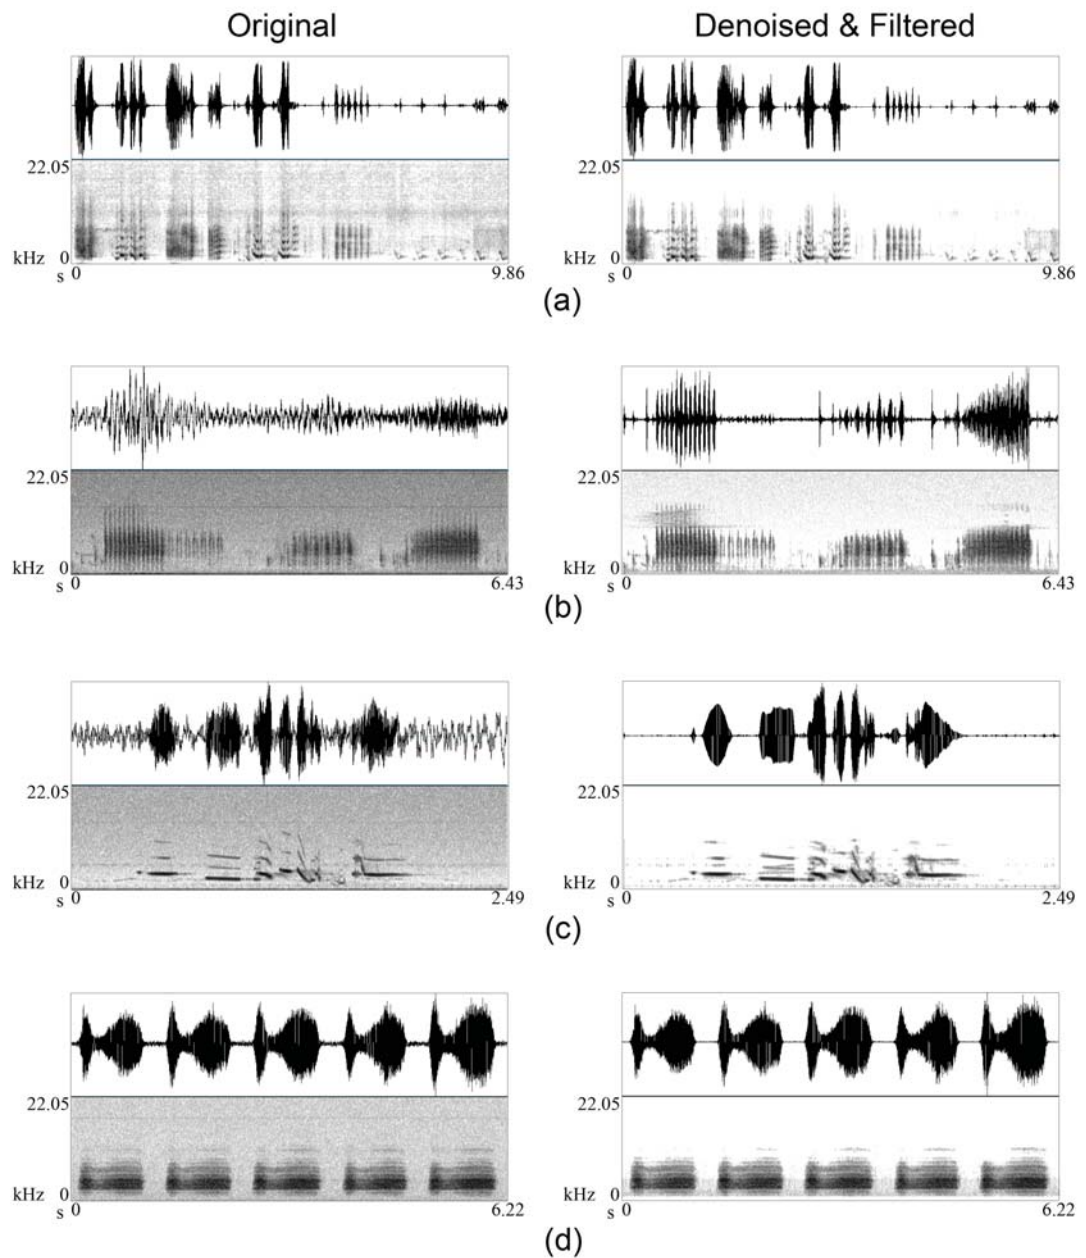 Original Denoised & Filtered
22.05 22.05
kHz 0 kHz 0
s 0 9.86 s 0 9.86
(a)
22.05 22.05
kHz 0 kHz 0
s 0 6.43 s 0 6.43
(b)
22.05 22.05
kHz 0 kHz 0
s 0 2.49 s 0 2.49
(c)
22.05 22.05
kHz 0 kHz 0
s 0 6.22 s 0 6.22
(d)